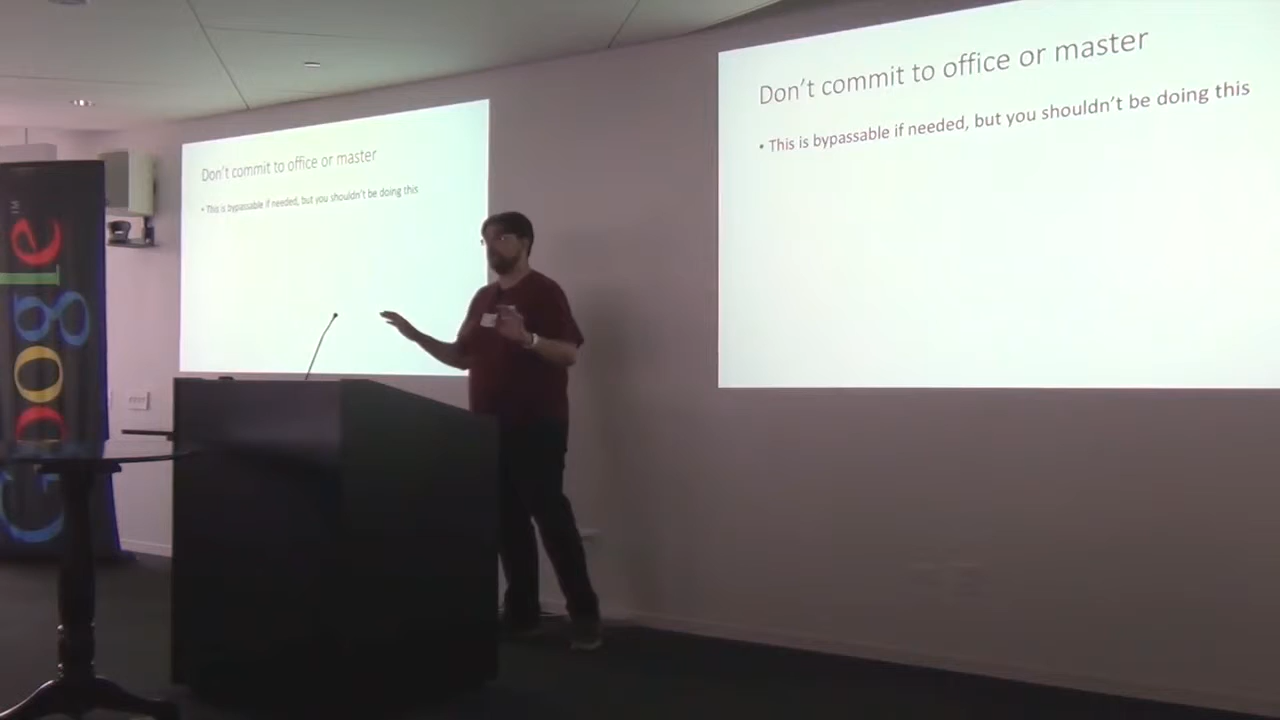 Google™
Don't commit to office or master
• This is bypassable if needed, but you shouldn't be doing this
Don't commit to office or master
• This is bypassable if needed, but you shouldn't be doing this